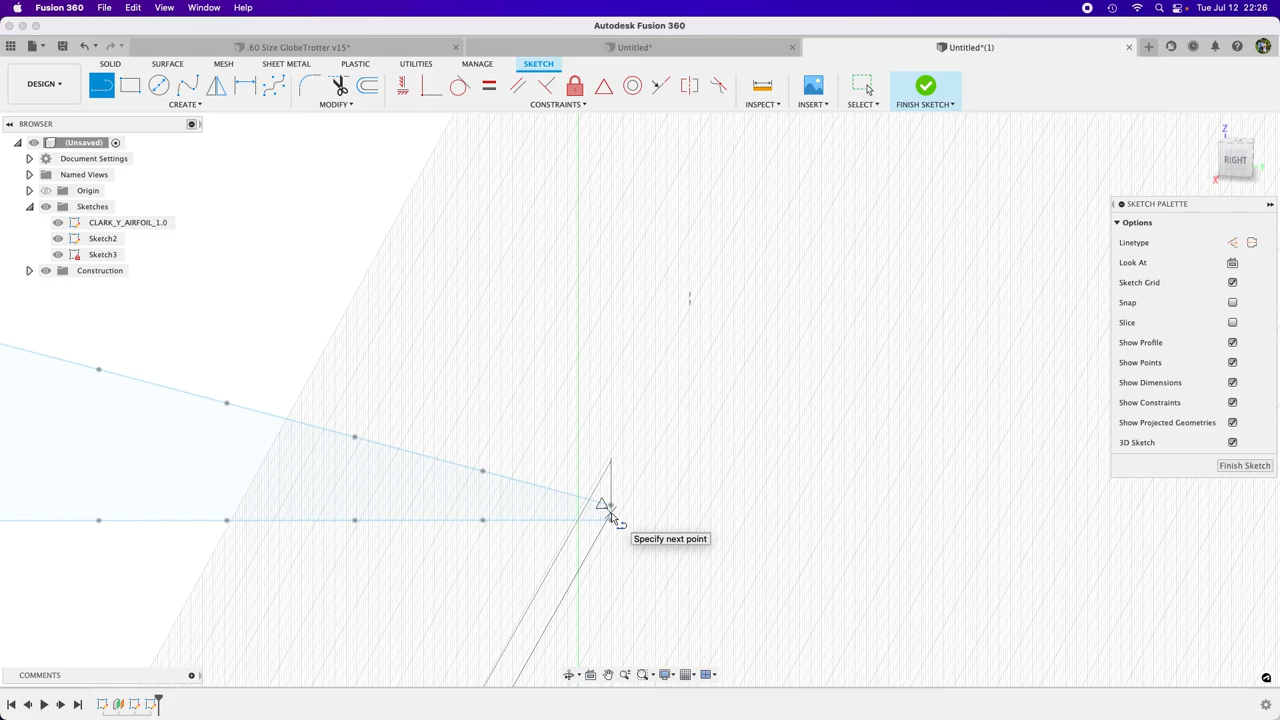 Fusion 360 File Edit View Window Help Tue Jul 12 22:26
Autodesk Fusion 360
.60 Size GlobeTrotter v15* Untitled* Untitled*(1)
DESIGN
SOLID SURFACE MESH SHEET METAL PLASTIC UTILITIES MANAGE SKETCH
CREATE MODIFY CONSTRAINTS INSPECT INSERT SELECT FINISH SKETCH
BROWSER
(Unsaved)
Document Settings
Named Views
Origin
Sketches
CLARK_Y_AIRFOIL_1.0
Sketch2
Sketch3
Construction
Z
RIGHT
X
Y
SKETCH PALETTE
Options
Linetype
Look At
Sketch Grid
Snap
Slice
Show Profile
Show Points
Show Dimensions
Show Constraints
Show Projected Geometries
3D Sketch
Finish Sketch
Specify next point
COMMENTS